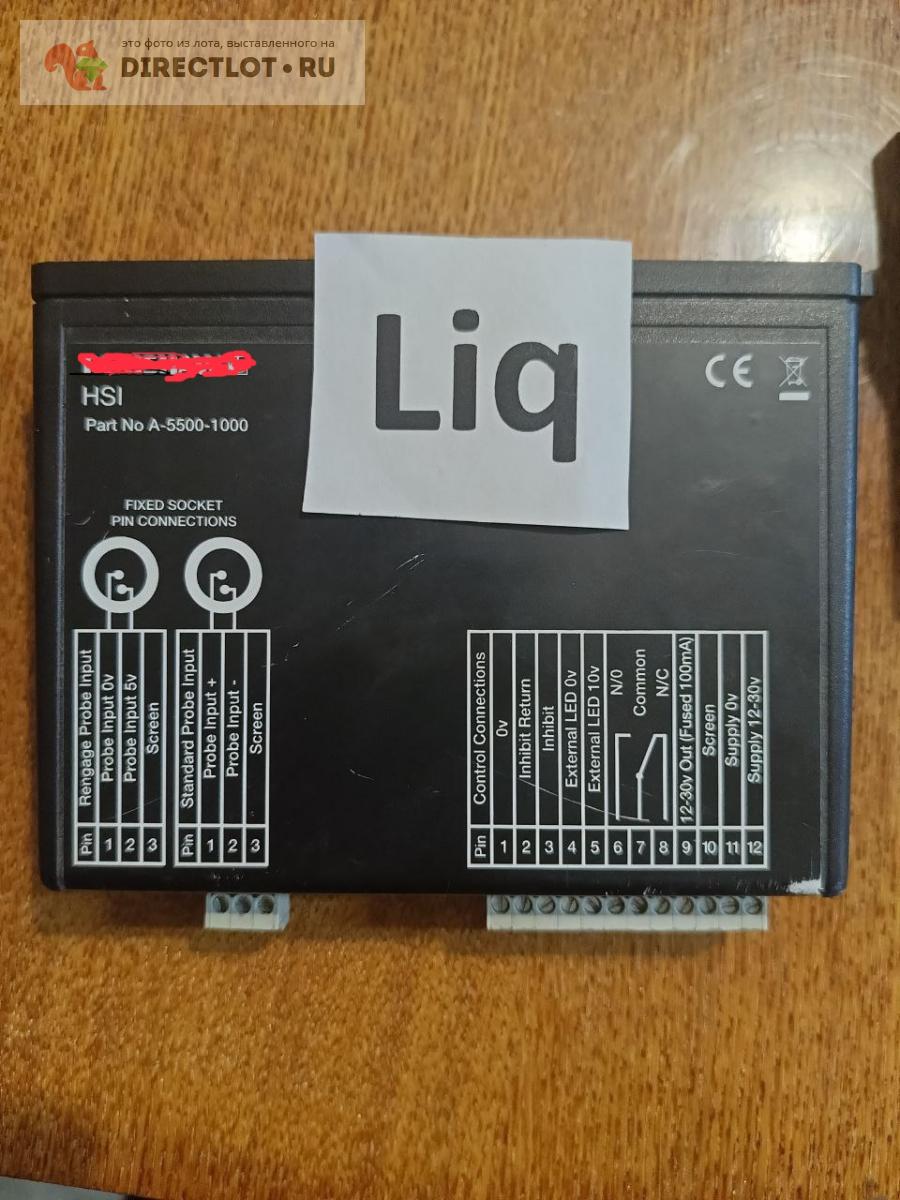 это фото из лота, выставленного на
DIRECTLOT•RU
Liq
CE
HSI
Part No A-5500-1000
FIXED SOCKET
PIN CONNECTIONS
Pin Rengage Probe Input
1 Probe Input 0v
2 Probe Input 5v
3 Screen
Pin Standard Probe Input
1 Probe Input +
2 Probe Input -
3 Screen
Pin Control Connections
1 0v
2 Inhibit Return
3 Inhibit
4 External LED 0v
5 External LED 10v
6 N/0
7 Common
8 N/C
9 12-30v Out (Fused 100mA)
10 Screen
11 Supply 0v
12 Supply 12-30v